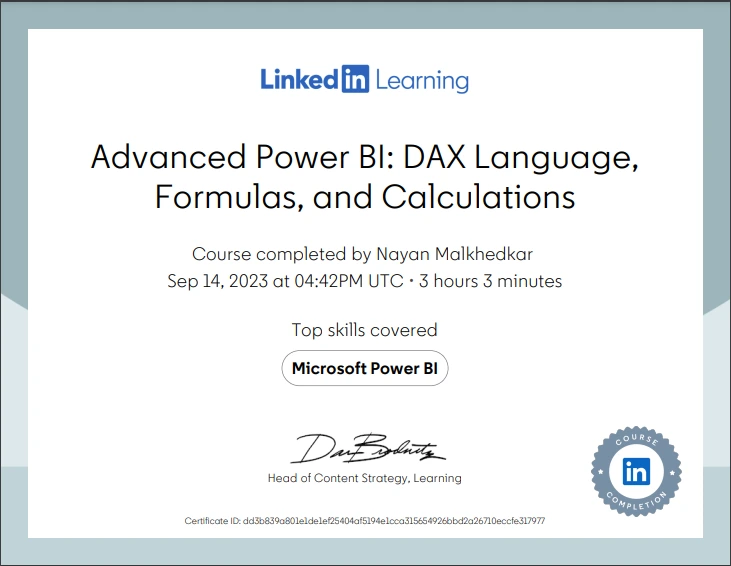 Linked in Learning
Advanced Power BI: DAX Language,
Formulas, and Calculations
Course completed by Nayan Malkhedkar
Sep 14, 2023 at 04:42PM UTC • 3 hours 3 minutes
Top skills covered
Microsoft Power BI
Head of Content Strategy, Learning
COURSE
in
COMPLETION
Certificate ID: dd3b839a801e1de1ef25404af5194e1cca315654926bbd2a26710eccfe317977